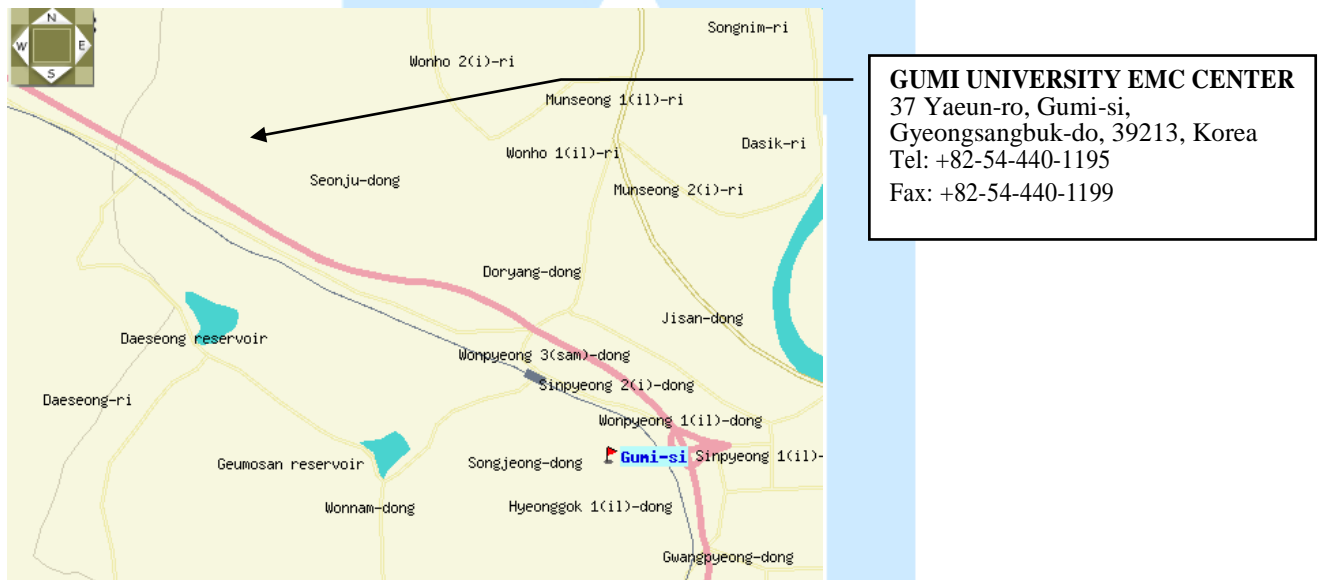 N
W
E
S
Songnim-ri
Wonho 2(i)-ri
Munseong 1(il)-ri
Dasik-ri
Wonho 1(il)-ri
Seonju-dong
Munseong 2(i)-ri
Doryang-dong
Jisan-dong
Daeseong reservoir
Wonpyeong 3(sam)-dong
Sinpyeong 2(i)-dong
Daeseong-ri
Wonpyeong 1(il)-dong
Geumosan reservoir
Songjeong-dong
Gumi-si
Sinpyeong 1(il)-
Wonnam-dong
Hyeonggok 1(il)-dong
Gwangpyeong-dong
GUMI UNIVERSITY EMC CENTER
37 Yaeun-ro, Gumi-si,
Gyeongsangbuk-do, 39213, Korea
Tel: +82-54-440-1195
Fax: +82-54-440-1199